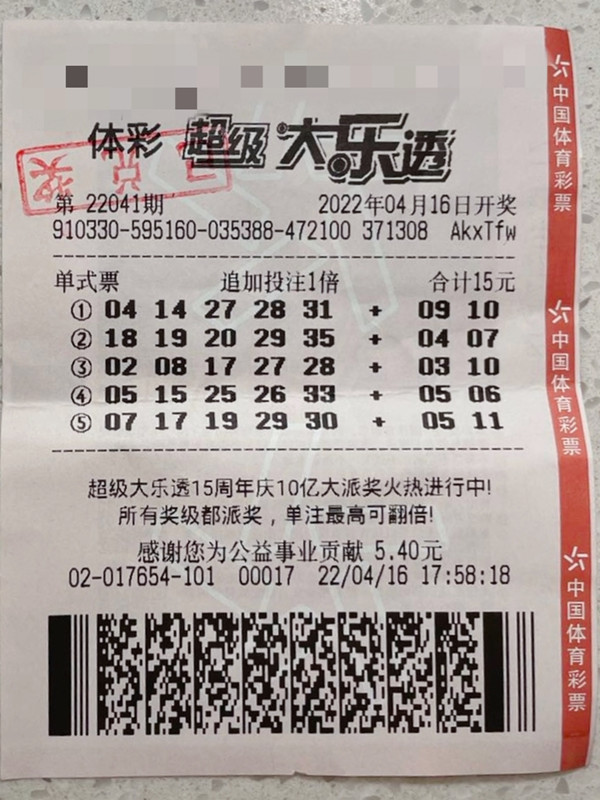 体彩 超级大乐透
已兑奖
第 22041期 2022年04月16日开奖
910330-595160-035388-472100 371308 AkxTfw
单式票 追加投注1倍 合计15元
① 04 14 27 28 31 + 09 10
② 18 19 20 29 35 + 04 07
③ 02 08 17 27 28 + 03 10
④ 05 15 25 26 33 + 05 06
⑤ 07 17 19 29 30 + 05 11
超级大乐透15周年庆10亿大派奖火热进行中!
所有奖级都派奖，单注最高可翻倍!
感谢您为公益事业贡献 5.40元
02-017654-101 00017 22/04/16 17:58:18
中国体育彩票
中国体育彩票
中国体育彩票